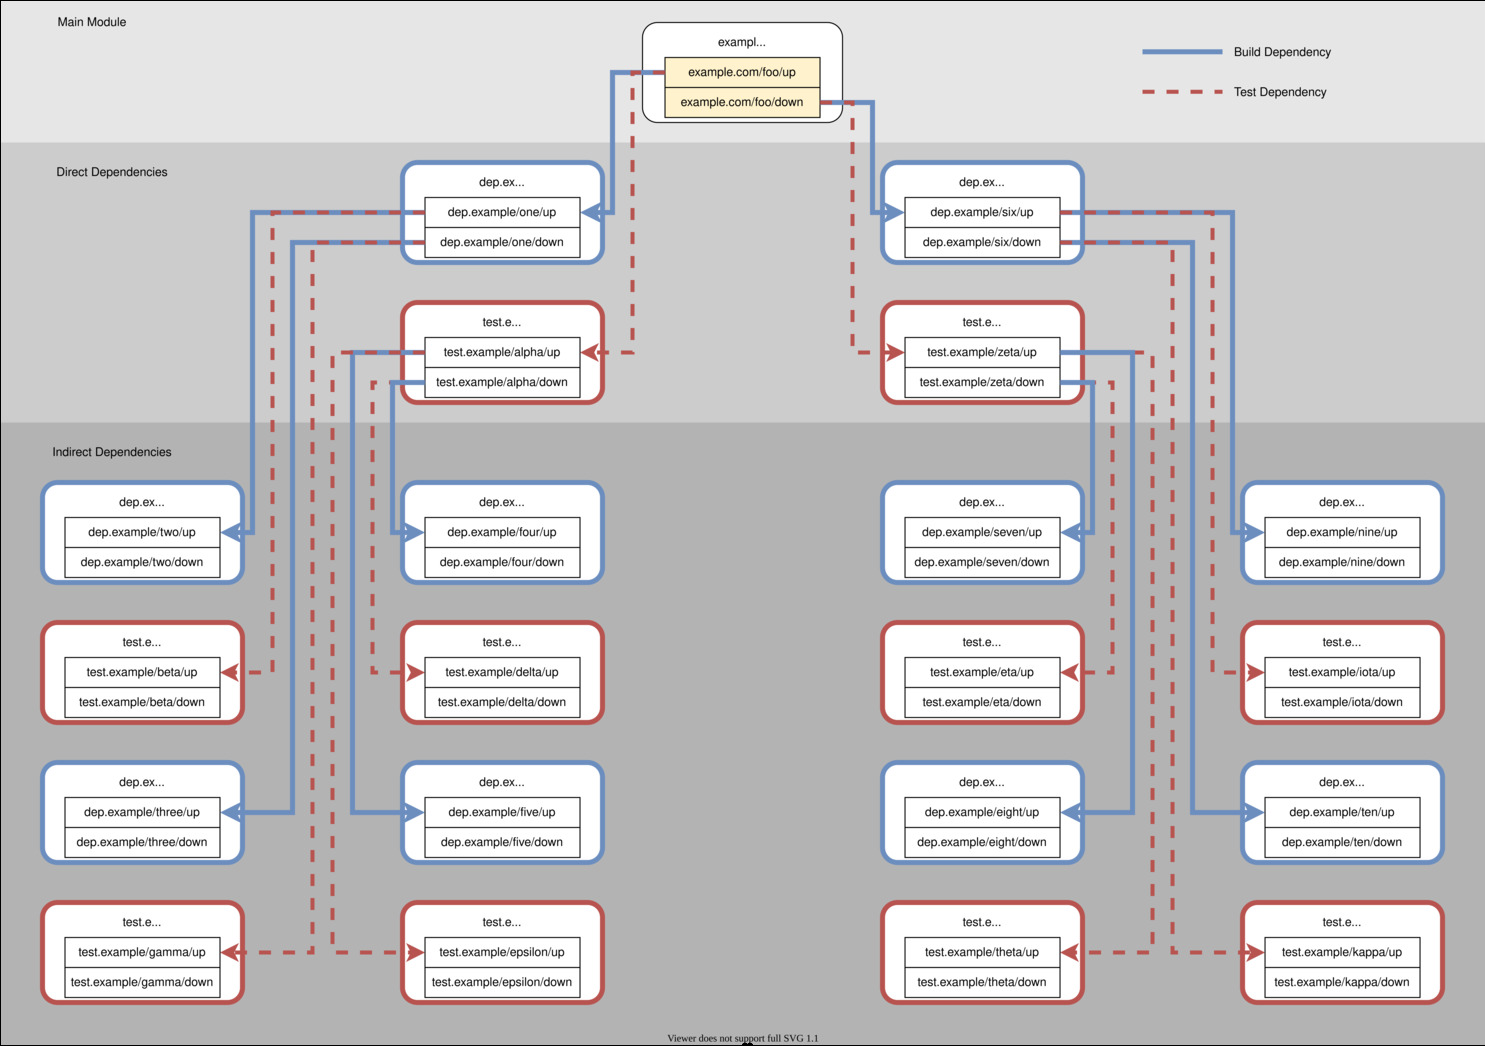 Main Module
exampl...
example.com/foo/up
example.com/foo/down
Build Dependency
Test Dependency
Direct Dependencies
dep.ex...
dep.example/one/up
dep.example/one/down
dep.ex...
dep.example/six/up
dep.example/six/down
test.e...
test.example/alpha/up
test.example/alpha/down
test.e...
test.example/zeta/up
test.example/zeta/down
Indirect Dependencies
dep.ex...
dep.example/two/up
dep.example/two/down
dep.ex...
dep.example/four/up
dep.example/four/down
dep.ex...
dep.example/seven/up
dep.example/seven/down
dep.ex...
dep.example/nine/up
dep.example/nine/down
test.e...
test.example/beta/up
test.example/beta/down
test.e...
test.example/delta/up
test.example/delta/down
test.e...
test.example/eta/up
test.example/eta/down
test.e...
test.example/iota/up
test.example/iota/down
dep.ex...
dep.example/three/up
dep.example/three/down
dep.ex...
dep.example/five/up
dep.example/five/down
dep.ex...
dep.example/eight/up
dep.example/eight/down
dep.ex...
dep.example/ten/up
dep.example/ten/down
test.e...
test.example/gamma/up
test.example/gamma/down
test.e...
test.example/epsilon/up
test.example/epsilon/down
test.e...
test.example/theta/up
test.example/theta/down
test.e...
test.example/kappa/up
test.example/kappa/down
Viewer does not support full SVG 1.1